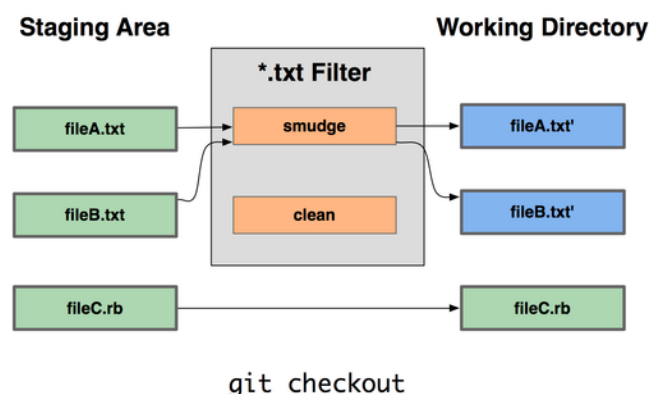 Staging Area
Working Directory
*.txt Filter
fileA.txt
smudge
fileA.txt'
fileB.txt
clean
fileB.txt'
fileC.rb
fileC.rb
git checkout